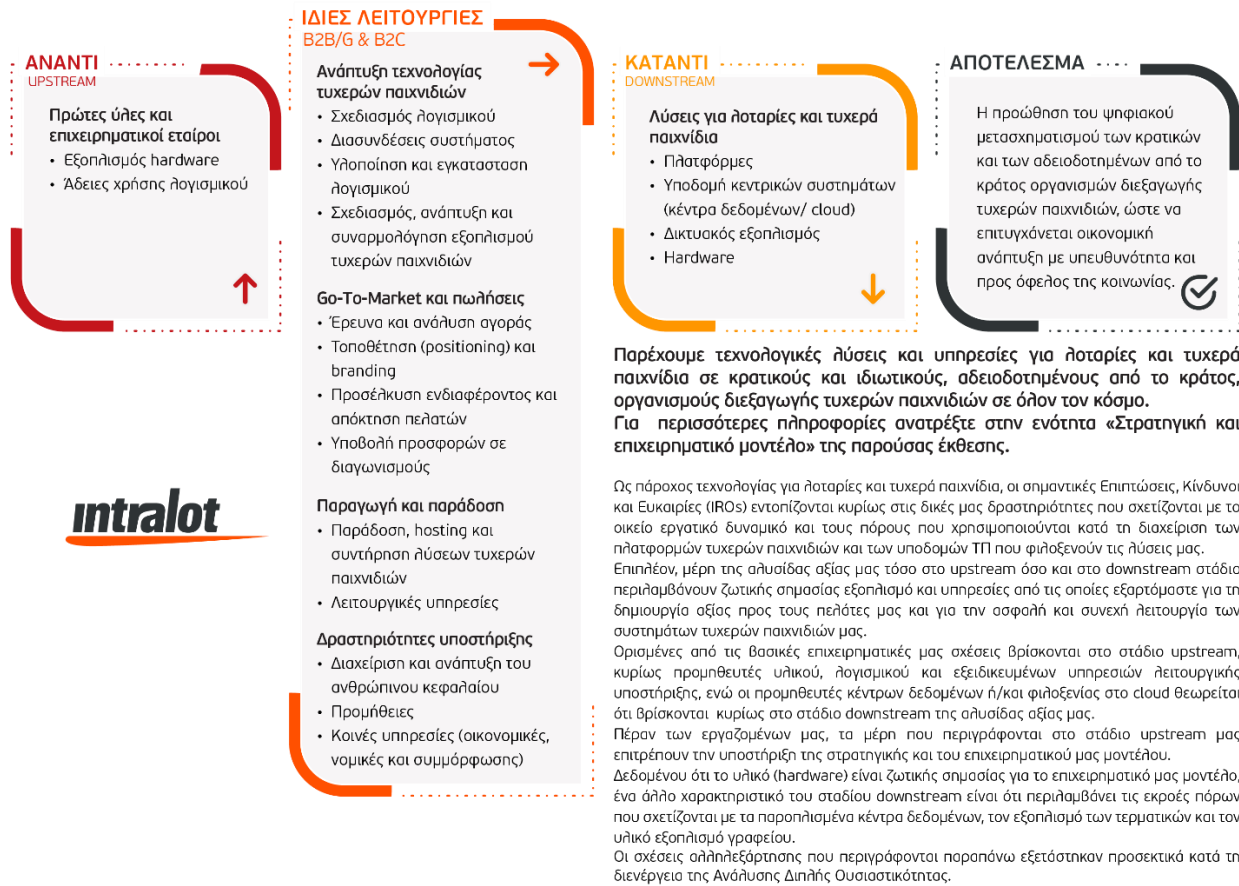 ΑΝΑΝΤΙ
UPSTREAM
Πρώτες ύλες και
επιχειρηματικοί εταίροι
• Εξοπλισμός hardware
• Άδειες χρήσης λογισμικού
ΙΔΙΕΣ ΛΕΙΤΟΥΡΓΙΕΣ
B2B/G & B2C
Ανάπτυξη τεχνολογίας
τυχερών παιχνιδιών
• Σχεδιασμός λογισμικού
• Διασυνδέσεις συστήματος
• Υλοποίηση και εγκατασταση
λογισμικού
• Σχεδιασμός, ανάπτυξη και
συναρμολόγηση εξοπλισμού
τυχερών παιχνιδιών
Go-To-Market και πωλήσεις
• Έρευνα και ανάλυση αγοράς
• Τοποθέτηση (positioning) και
branding
• Προσέλκυση ενδιαφέροντος και
απόκτηση πελατών
• Υποβολή προσφορών σε
διαγωνισμούς
Παραγωγή και παράδοση
• Παράδοση, hosting και
συντήρηση λύσεων τυχερών
παιχνιδιών
• Λειτουργικές υπηρεσίες
Δραστηριότητες υποστήριξης
• Διαχείριση και ανάπτυξη του
ανθρώπινου κεφαλαίου
• Προμήθειες
• Κοινές υπηρεσίες (οικονομικές,
νομικές και συμμόρφωσης)
ΚΑΤΑΝΤΙ
DOWNSTREAM
Λύσεις για λοταρίες και τυχερά
παιχνίδια
• Πλατφόρμες
• Υποδομή κεντρικών συστημάτων
(κέντρα δεδομένων/ cloud)
• Δικτυακός εξοπλισμός
• Hardware
ΑΠΟΤΕΛΕΣΜΑ
Η προώθηση του ψηφιακού
μετασχηματισμού των κρατικών
και των αδειοδοτημένων από το
κράτος οργανισμών διεξαγωγής
τυχερών παιχνιδιών, ώστε να
επιτυγχάνεται οικονομική
ανάπτυξη με υπευθυνότητα και
προς όφελος της κοινωνίας.
intralot
Παρέχουμε τεχνολογικές λύσεις και υπηρεσίες για λοταρίες και τυχερά
παιχνίδια σε κρατικούς και ιδιωτικούς, αδειοδοτημένους από το κράτος,
οργανισμούς διεξαγωγής τυχερών παιχνιδιών σε όλον τον κόσμο.
Για περισσότερες πληροφορίες ανατρέξτε στην ενότητα «Στρατηγική και
επιχειρηματικό μοντέλο» της παρούσας έκθεσης.
Ως πάροχος τεχνολογίας για λοταρίες και τυχερά παιχνίδια, οι σημαντικές Επιπτώσεις, Κίνδυνοι
και Ευκαιρίες (IROs) εντοπίζονται κυρίως στις δικές μας δραστηριότητες που σχετίζονται με το
οικείο εργατικό δυναμικό και τους πόρους που χρησιμοποιούνται κατά τη διαχείριση των
πλατφορμών τυχερών παιχνιδιών και των υποδομών ΤΠ που φιλοξενούν τις λύσεις μας.
Επιπλέον, μέρη της αλυσίδας αξίας μας τόσο στο upstream όσο και στο downstream στάδιο
περιλαμβάνουν ζωτικής σημασίας εξοπλισμό και υπηρεσίες από τις οποίες εξαρτόμαστε για τη
δημιουργία αξίας προς τους πελάτες μας και για την ασφαλή και συνεχή λειτουργία των
συστημάτων τυχερών παιχνιδιών μας.
Ορισμένες από τις βασικές επιχειρηματικές μας σχέσεις βρίσκονται στο στάδιο upstream,
κυρίως προμηθευτές υλικού, λογισμικού και εξειδικευμένων υπηρεσιών λειτουργικής
υποστήριξης, ενώ οι προμηθευτές κέντρων δεδομένων ή/και φιλοξενίας στο cloud θεωρείται
ότι βρίσκονται κυρίως στο στάδιο downstream της αλυσίδας αξίας μας.
Πέραν των εργαζομένων μας, τα μέρη που περιγράφονται στο στάδιο upstream μας
επιτρέπουν την υποστήριξη της στρατηγικής και του επιχειρηματικού μας μοντέλου.
Δεδομένου ότι το υλικό (hardware) είναι ζωτικής σημασίας για το επιχειρηματικό μας μοντέλο,
ένα άλλο χαρακτηριστικό του σταδίου downstream είναι ότι περιλαμβάνει τις εκροές πόρων
που σχετίζονται με τα παροπλισμένα κέντρα δεδομένων, τον εξοπλισμό των τερματικών και τον
υλικό εξοπλισμό γραφείου.
Οι σχέσεις αλληλεξάρτησης που περιγράφονται παραπάνω εξετάστηκαν προσεκτικά κατά τη
διενέργεια της Ανάλυσης Διπλής Ουσιαστικότητας.